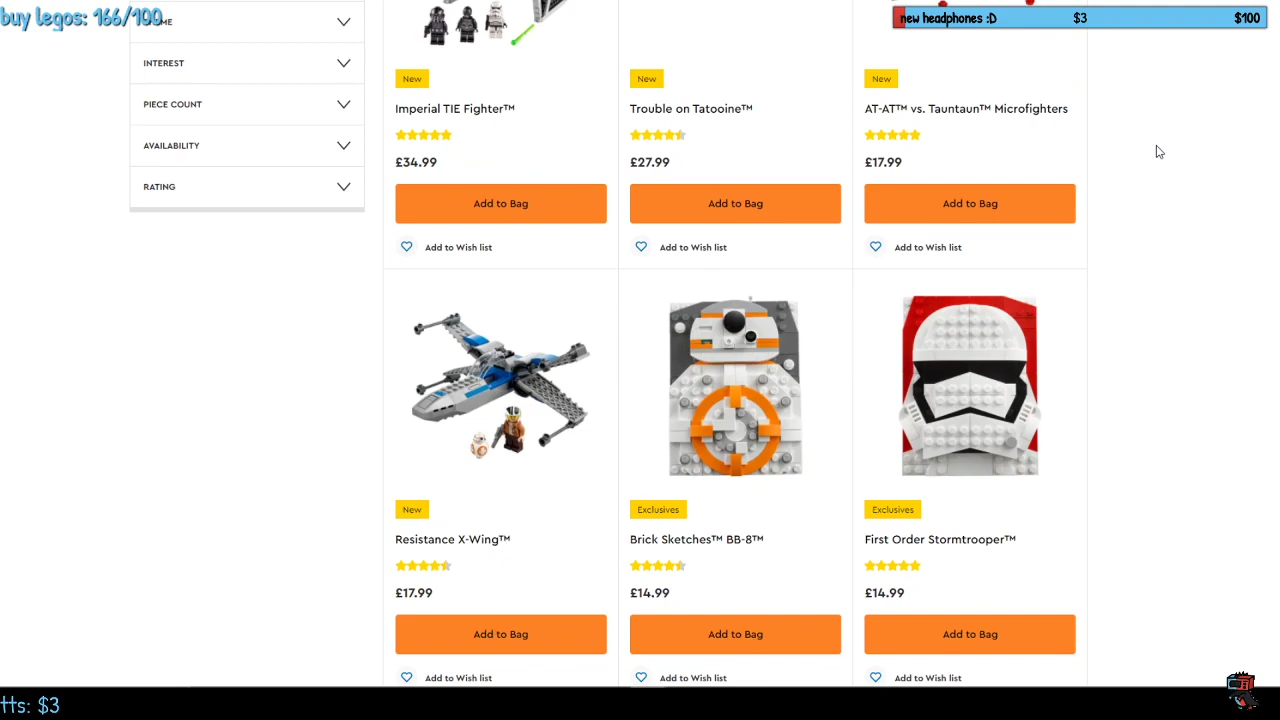 buy legos: 166/100
new headphones :D $3 $100
INTEREST
PIECE COUNT
AVAILABILITY
RATING
New
New
New
Imperial TIE Fighter™
Trouble on Tatooine™
AT-AT™ vs. Tauntaun™ Microfighters
£34.99
£27.99
£17.99
Add to Bag
Add to Bag
Add to Bag
Add to Wish list
Add to Wish list
Add to Wish list
New
Exclusives
Exclusives
Resistance X-Wing™
Brick Sketches™ BB-8™
First Order Stormtrooper™
£17.99
£14.99
£14.99
Add to Bag
Add to Bag
Add to Bag
Add to Wish list
Add to Wish list
Add to Wish list
tts: $3